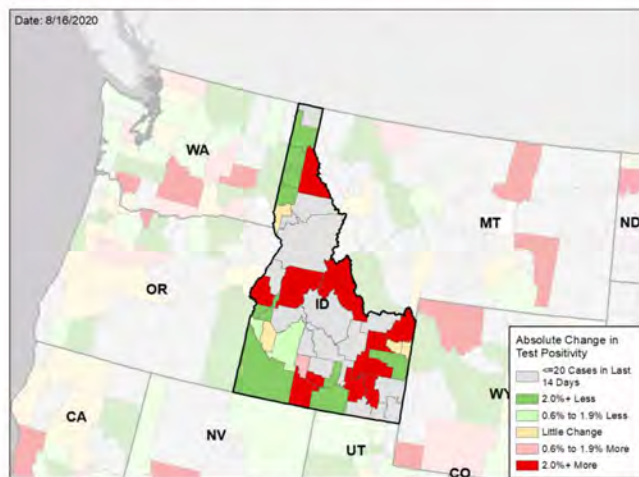 Date: 8/16/2020
WA
MT
ND
OR
ID
WY
CA
NV
UT
CO
Absolute Change in
Test Positivity
<=20 Cases in Last
14 Days
2.0%+ Less
0.6% to 1.9% Less
Little Change
0.6% to 1.9% More
2.0%+ More